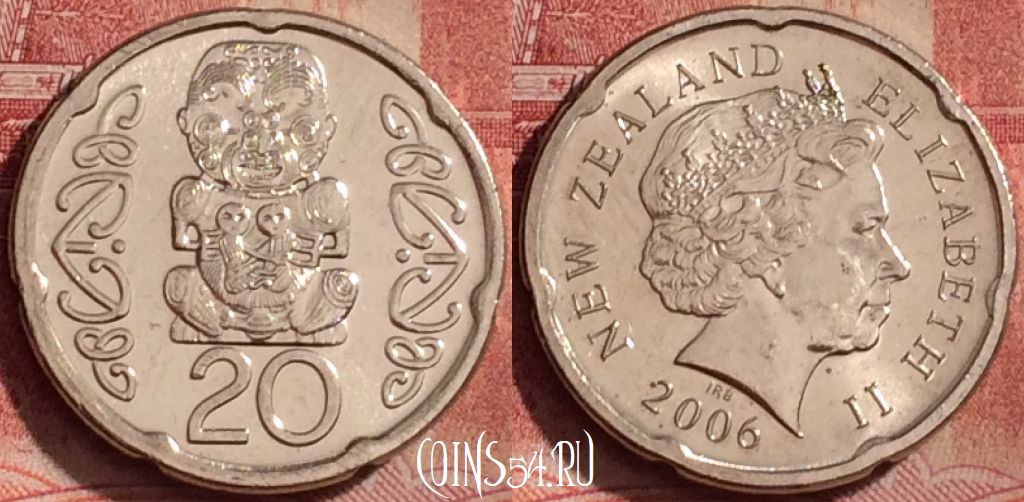 20
NEW ZEALAND
ELIZABETH II
IRB
2006
COINS54.RU